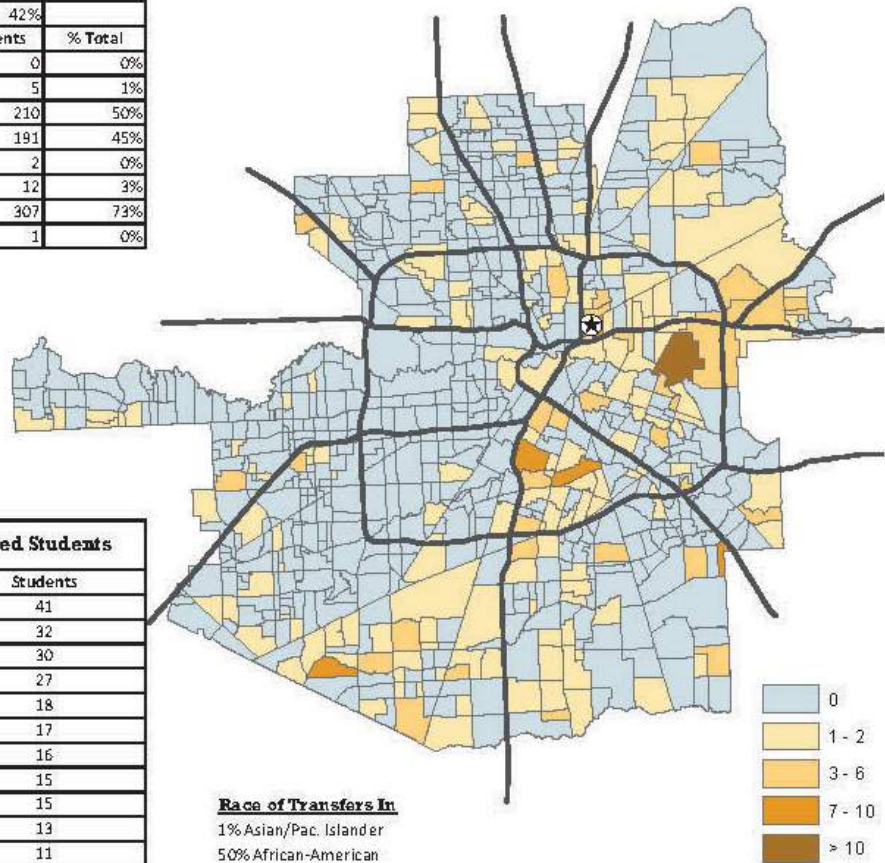 42%
ents % Total
0 0%
5 1%
210 50%
191 45%
2 0%
12 3%
307 73%
1 0%
ed Students
Students
41
32
30
27
18
17
16
15
15
13
11
Race of Transfers In
1% Asian/Pac. Islander
50% African-American
0
1 - 2
3 - 6
7 - 10
> 10